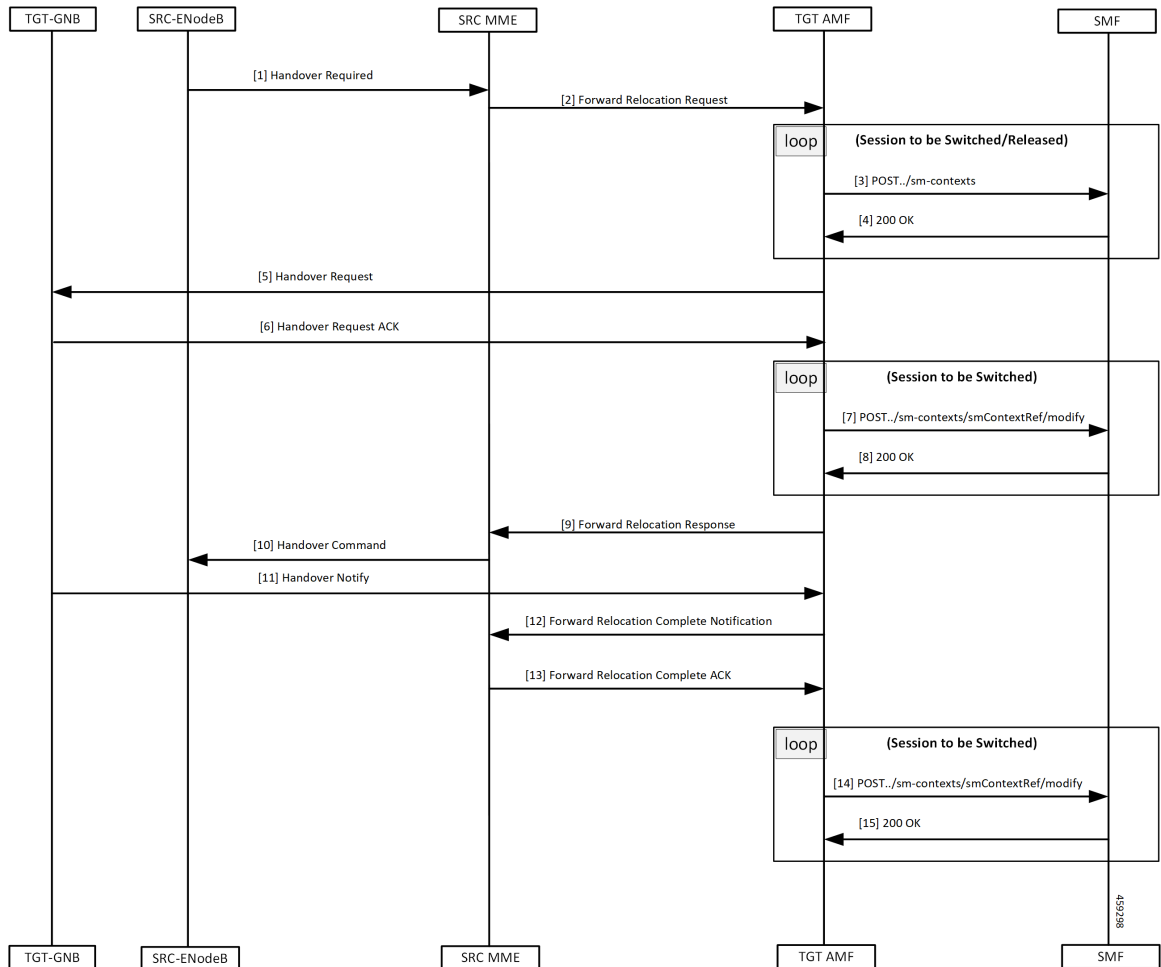 TGT-GNB
SRC-ENodeB
SRC MME
TGT AMF
SMF
[1] Handover Required
[2] Forward Relocation Request
loop
(Session to be Switched/Released)
[3] POST../sm-contexts
[4] 200 OK
[5] Handover Request
[6] Handover Request ACK
loop
(Session to be Switched)
[7] POST../sm-contexts/smContextRef/modify
[8] 200 OK
[9] Forward Relocation Response
[10] Handover Command
[11] Handover Notify
[12] Forward Relocation Complete Notification
[13] Forward Relocation Complete ACK
loop
(Session to be Switched)
[14] POST../sm-contexts/smContextRef/modify
[15] 200 OK
459298
TGT-GNB
SRC-ENodeB
SRC MME
TGT AMF
SMF